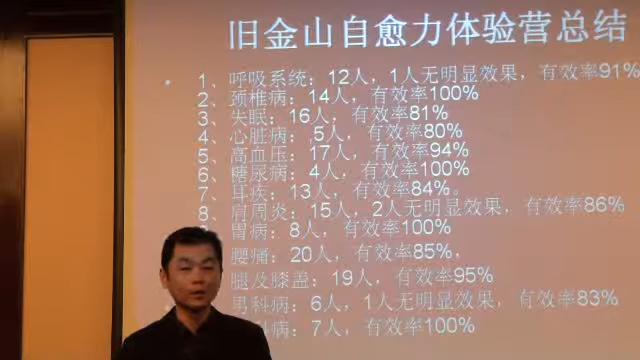 旧金山自愈力体验营总结
1、呼吸系统：12人，1人无明显效果，有效率91%
2、颈椎病：14人，有效率100%
3、失眠：16人，有效率81%
4、心脏病：5人，有效率80%
5、高血压：17人，有效率94%
6、糖尿病：4人，有效率100%
7、耳疾：13人，有效率84%。
8、肩周炎：15人，2人无明显效果，有效率86%
胃病：8人，有效率100%
腰痛：20人，有效率85%，
腿及膝盖：19人，有效率95%
男科病：6人，1人无明显效果，有效率83%
科病：7人，有效率100%